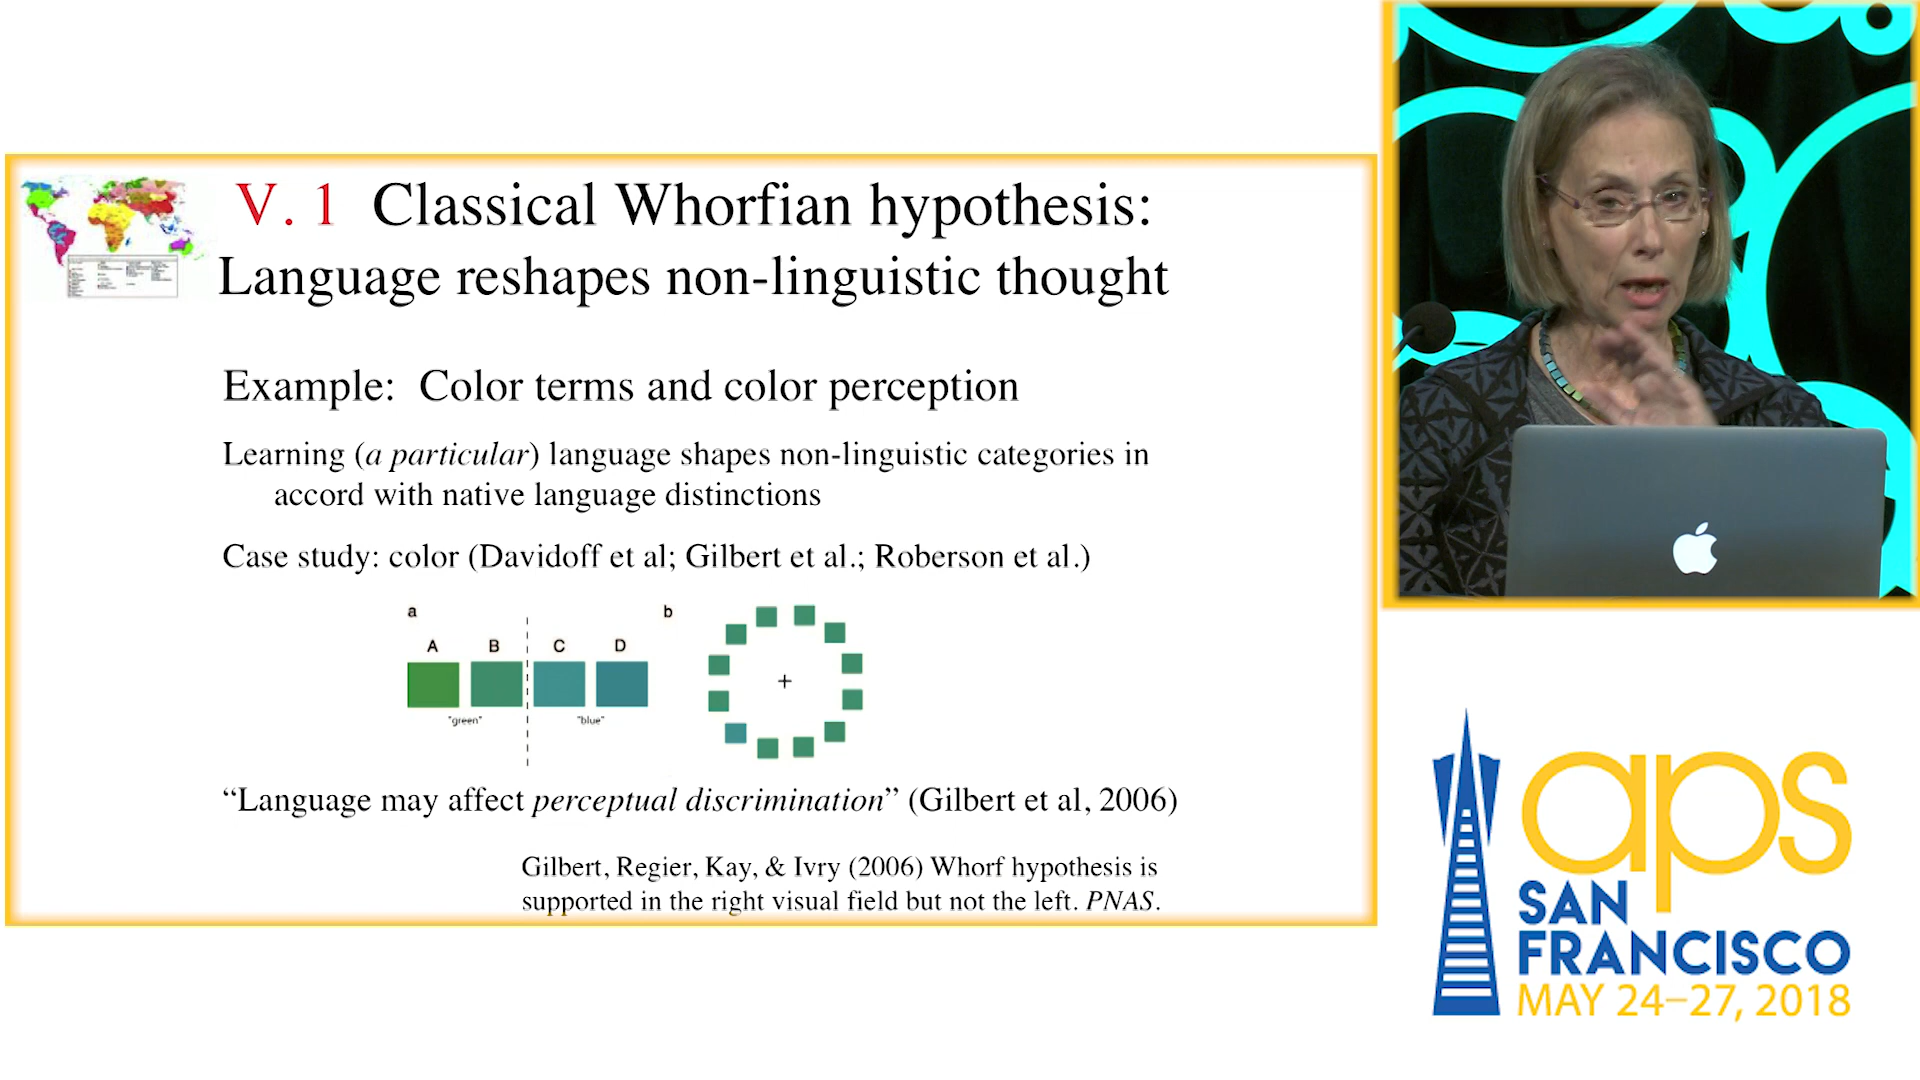 V. 1 Classical Whorfian hypothesis:
Language reshapes non-linguistic thought
Example: Color terms and color perception
Learning (a particular) language shapes non-linguistic categories in
accord with native language distinctions
Case study: color (Davidoff et al; Gilbert et al.; Roberson et al.)
a
b
A B C D
"green" "blue"
+
“Language may affect perceptual discrimination” (Gilbert et al, 2006)
Gilbert, Regier, Kay, & Ivry (2006) Whorf hypothesis is
supported in the right visual field but not the left. PNAS.
aps
SAN
FRANCISCO
MAY 24–27, 2018